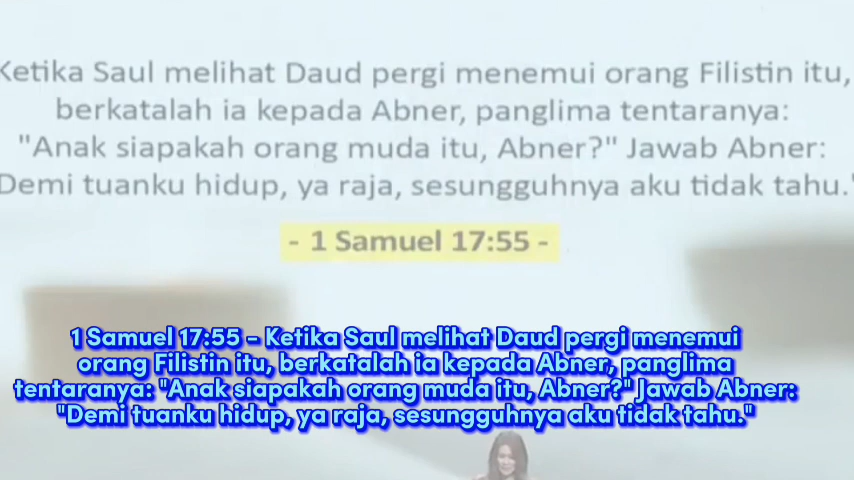 Ketika Saul melihat Daud pergi menemui orang Filistin itu,
berkatalah ia kepada Abner, panglima tentaranya:
"Anak siapakah orang muda itu, Abner?" Jawab Abner:
Demi tuanku hidup, ya raja, sesungguhnya aku tidak tahu."
- 1 Samuel 17:55 -
1 Samuel 17:55 - Ketika Saul melihat Daud pergi menemui
orang Filistin itu, berkatalah ia kepada Abner, panglima
tentaranya: "Anak siapakah orang muda itu, Abner?" Jawab Abner:
"Demi tuanku hidup, ya raja, sesungguhnya aku tidak tahu."